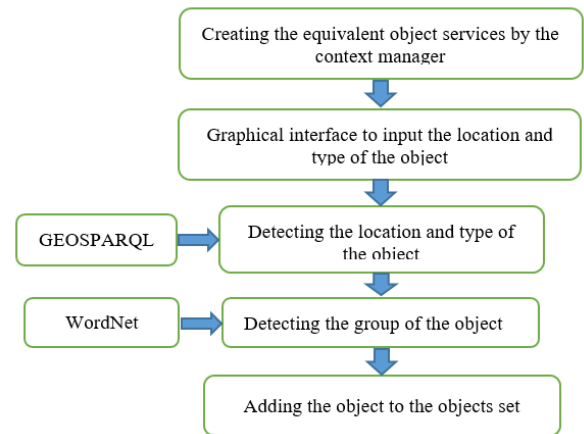 Creating the equivalent object services by the
context manager
Graphical interface to input the location and
type of the object
GEOSPARQL
Detecting the location and type of
the object
WordNet
Detecting the group of the object
Adding the object to the objects set